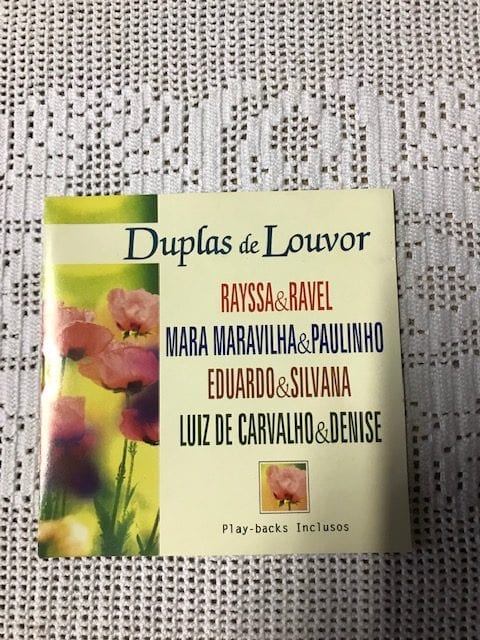 Duplas de Louvor
RAYSSA&RAVEL
MARA MARAVILHA&PAULINHO
EDUARDO&SILVANA
LUIZ DE CARVALHO&DENISE
Play-backs Inclusos